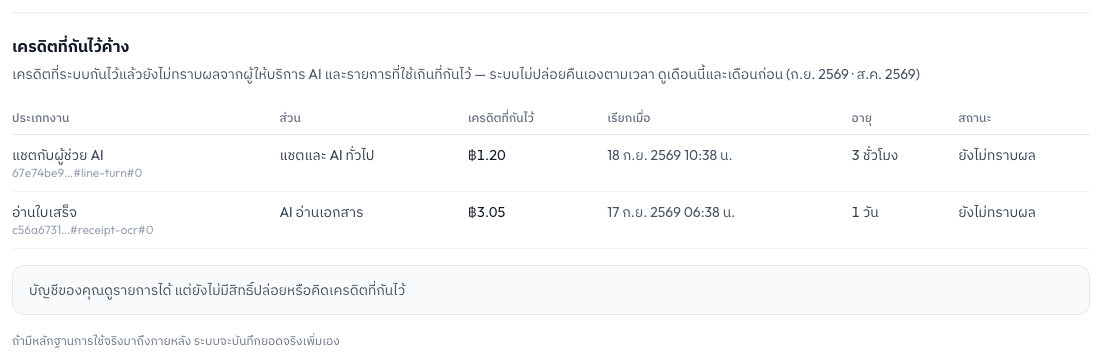 เครดิตที่กันไว้ค้าง
เครดิตที่ระบบกันไว้แล้วยังไม่ทราบผลจากผู้ให้บริการ AI และรายการที่ใช้เกินที่กันไว้ — ระบบไม่ปล่อยคืนเองตามเวลา ดูเดือนนี้และเดือนก่อน (ก.ย. 2569 · ส.ค. 2569)
ประเภทงาน ส่วน เครดิตที่กันไว้ เรียกเมื่อ อายุ สถานะ
แชตกับผู้ช่วย AI แชตและ AI ทั่วไป ฿1.20 18 ก.ย. 2569 10:38 น. 3 ชั่วโมง ยังไม่ทราบผล
67e74be9…#line-turn#0
อ่านใบเสร็จ AI อ่านเอกสาร ฿3.05 17 ก.ย. 2569 06:38 น. 1 วัน ยังไม่ทราบผล
c56a6731…#receipt-ocr#0
บัญชีของคุณดูรายการได้ แต่ยังไม่มีสิทธิ์ปล่อยหรือคิดเครดิตที่กันไว้
ถ้ามีหลักฐานการใช้จริงมาถึงภายหลัง ระบบจะบันทึกยอดจริงเพิ่มเอง